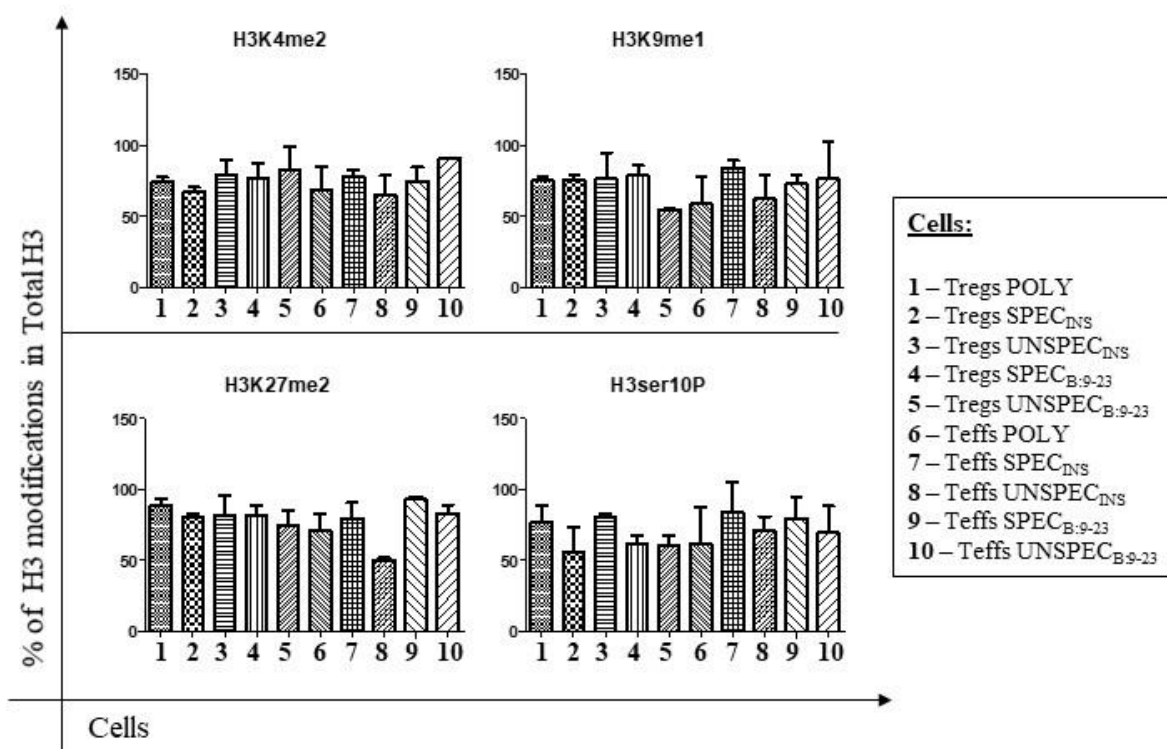 % of H3 modifications in Total H3
H3K4me2
150
100
50
0
1 2 3 4 5 6 7 8 9 10
H3K9me1
150
100
50
0
1 2 3 4 5 6 7 8 9 10
H3K27me2
150
100
50
0
1 2 3 4 5 6 7 8 9 10
H3ser10P
150
100
50
0
1 2 3 4 5 6 7 8 9 10
Cells
Cells:
1 – Tregs POLY
2 – Tregs SPECINS
3 – Tregs UNSPECINS
4 – Tregs SPECB:9-23
5 – Tregs UNSPECB:9-23
6 – Teffs POLY
7 – Teffs SPECINS
8 – Teffs UNSPECINS
9 – Teffs SPECB:9-23
10 – Teffs UNSPECB:9-23